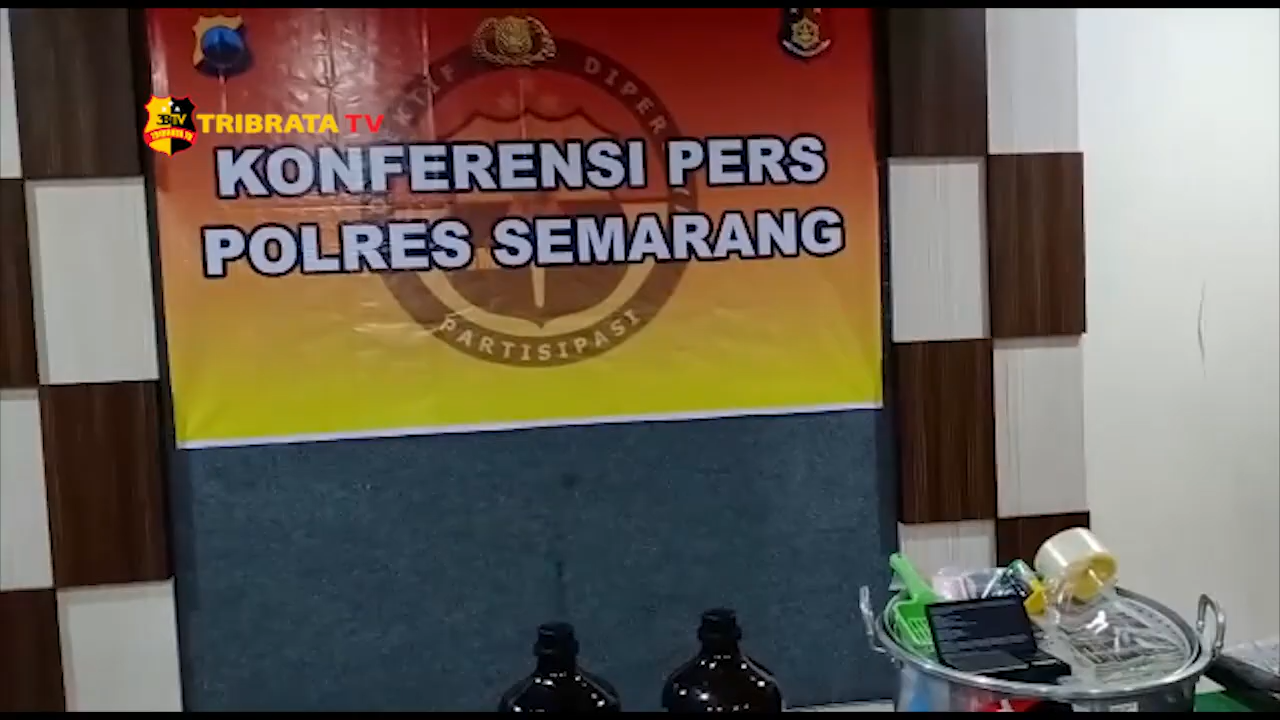 TRIBRATA TV
KONFERENSI PERS
POLRES SEMARANG
PARTISIPASI